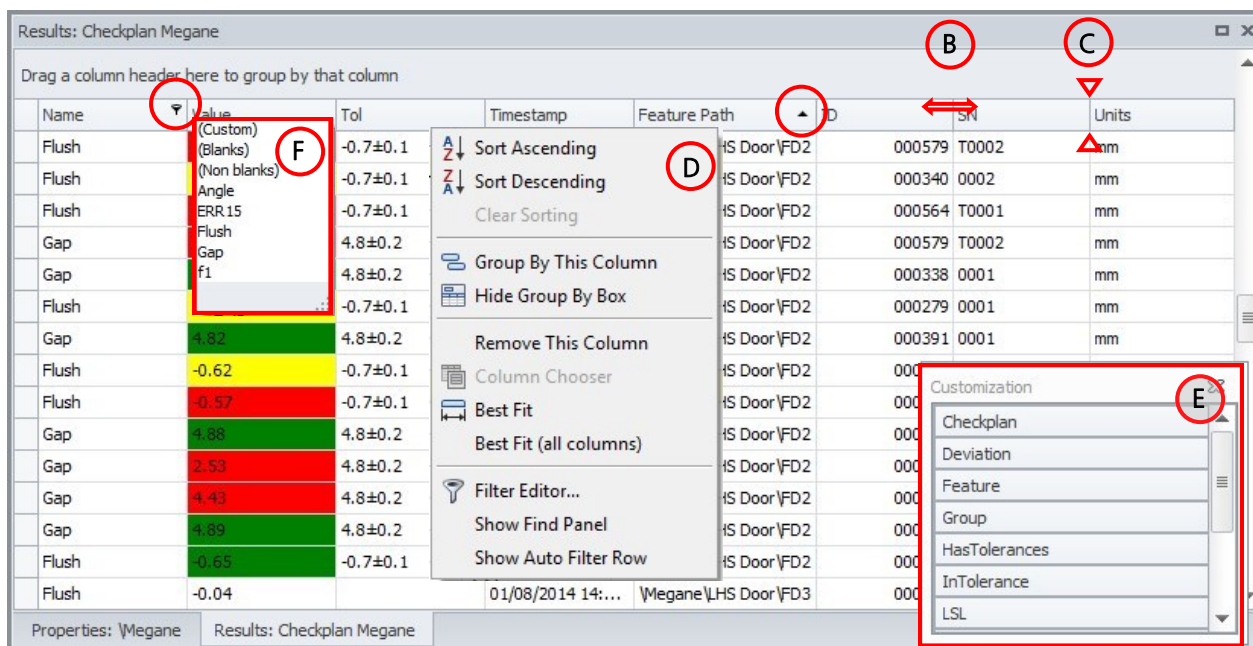 Results: Checkplan Megane
B
C
Drag a column header here to group by that column
Name Value Tol Timestamp Feature Path ID SN Units
Flush -0.7±0.1 HS Door\FD2 000579 T0002 mm
Flush -0.7±0.1 HS Door\FD2 000340 0002 mm
Flush -0.7±0.1 HS Door\FD2 000564 T0001 mm
Gap 4.8±0.2 HS Door\FD2 000579 T0002 mm
Gap 4.8±0.2 HS Door\FD2 000338 0001 mm
Flush -0.7±0.1 HS Door\FD2 000279 0001 mm
Gap 4.82 4.8±0.2 HS Door\FD2 000391 0001 mm
Flush -0.62 -0.7±0.1 HS Door\FD2 000
Flush -0.57 -0.7±0.1 HS Door\FD2 000
Gap 4.88 4.8±0.2 HS Door\FD2 000
Gap 2.53 4.8±0.2 HS Door\FD2 000
Gap 4.43 4.8±0.2 HS Door\FD2 000
Gap 4.89 4.8±0.2 HS Door\FD2 000
Flush -0.65 -0.7±0.1 HS Door\FD2 000
Flush -0.04 01/08/2014 14:... \Megane\LHS Door\FD3 000
(Custom)
(Blanks)
(Non blanks)
Angle
ERR15
Flush
Gap
f1
F
Sort Ascending
Sort Descending
Clear Sorting
Group By This Column
Hide Group By Box
Remove This Column
Column Chooser
Best Fit
Best Fit (all columns)
Filter Editor...
Show Find Panel
Show Auto Filter Row
D
Customization
E
Checkplan
Deviation
Feature
Group
HasTolerances
InTolerance
LSL
Properties: \Megane Results: Checkplan Megane